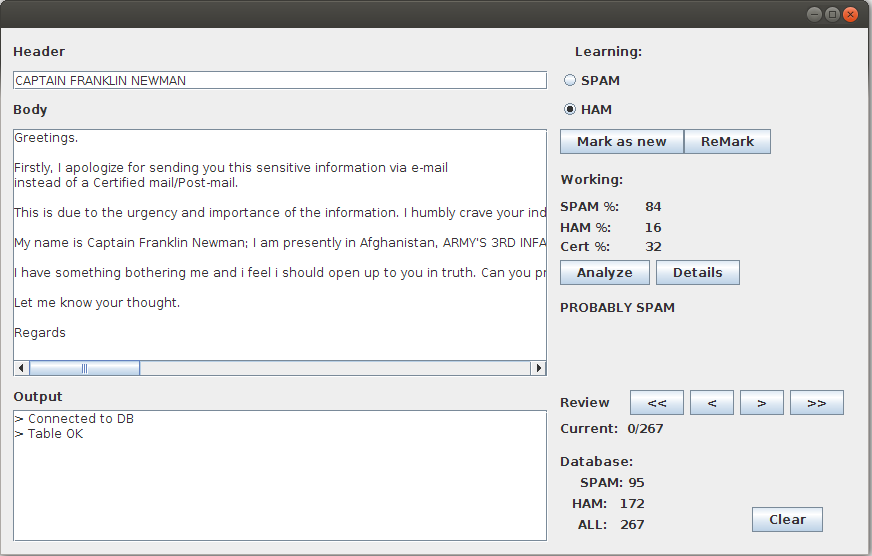 Header
CAPTAIN FRANKLIN NEWMAN
Body
Greetings.
Firstly, I apologize for sending you this sensitive information via e-mail
instead of a Certified mail/Post-mail.
This is due to the urgency and importance of the information. I humbly crave your ind
My name is Captain Franklin Newman; I am presently in Afghanistan, ARMY'S 3RD INFA
I have something bothering me and i feel i should open up to you in truth. Can you pr
Let me know your thought.
Regards
Output
> Connected to DB
> Table OK
Learning:
SPAM
HAM
Mark as new ReMark
Working:
SPAM %: 84
HAM %: 16
Cert %: 32
Analyze Details
PROBABLY SPAM
Review << < > >>
Current: 0/267
Database:
SPAM: 95
HAM: 172
ALL: 267
Clear